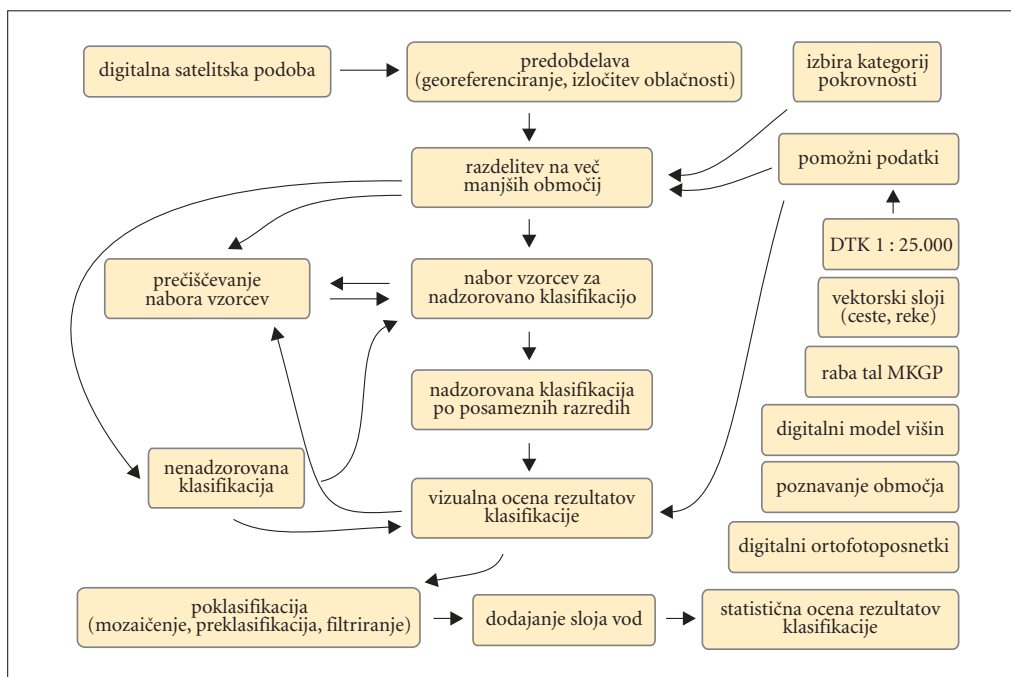 digitalna satelitska podoba
predobdelava
(georeferenciranje, izločitev oblačnosti)
izbira kategorij
pokrovnosti
razdelitev na več
manjših območij
pomožni podatki
DTK 1 : 25.000
prečiščevanje
nabora vzorcev
nabor vzorcev za
nadzorovano klasifikacijo
vektorski sloji
(ceste, reke)
raba tal MKGP
nadzorovana klasifikacija
po posameznih razredih
digitalni model višin
nenadzorovana
klasifikacija
vizualna ocena rezultatov
klasifikacije
poznavanje območja
digitalni ortofotoposnetki
poklasifikacija
(mozaičenje, preklasifikacija, filtriranje)
dodajanje sloja vod
statistična ocena rezultatov
klasifikacije